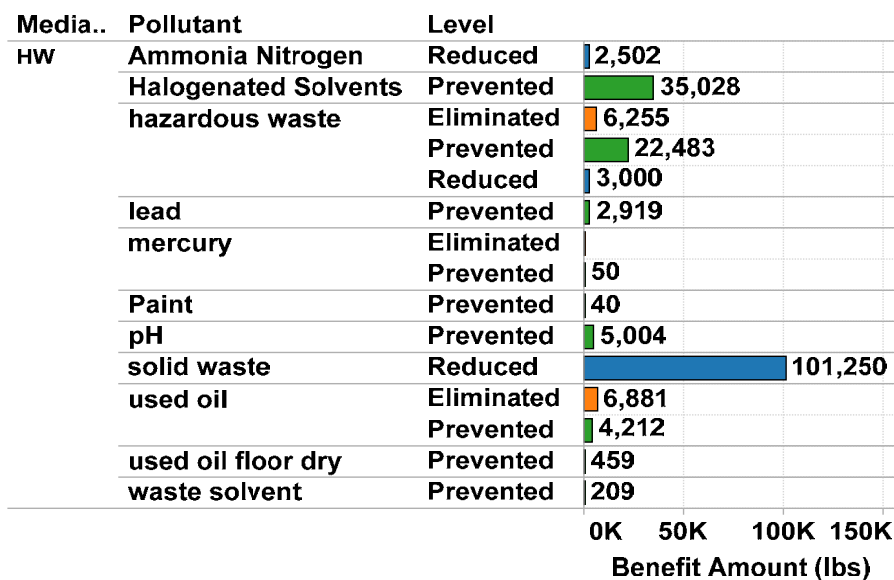 Media.. Pollutant Level
HW Ammonia Nitrogen Reduced 2,502
Halogenated Solvents Prevented 35,028
hazardous waste Eliminated 6,255
Prevented 22,483
Reduced 3,000
lead Prevented 2,919
mercury Eliminated
Prevented 50
Paint Prevented 40
pH Prevented 5,004
solid waste Reduced 101,250
used oil Eliminated 6,881
Prevented 4,212
used oil floor dry Prevented 459
waste solvent Prevented 209
0K 50K 100K 150K
Benefit Amount (lbs)